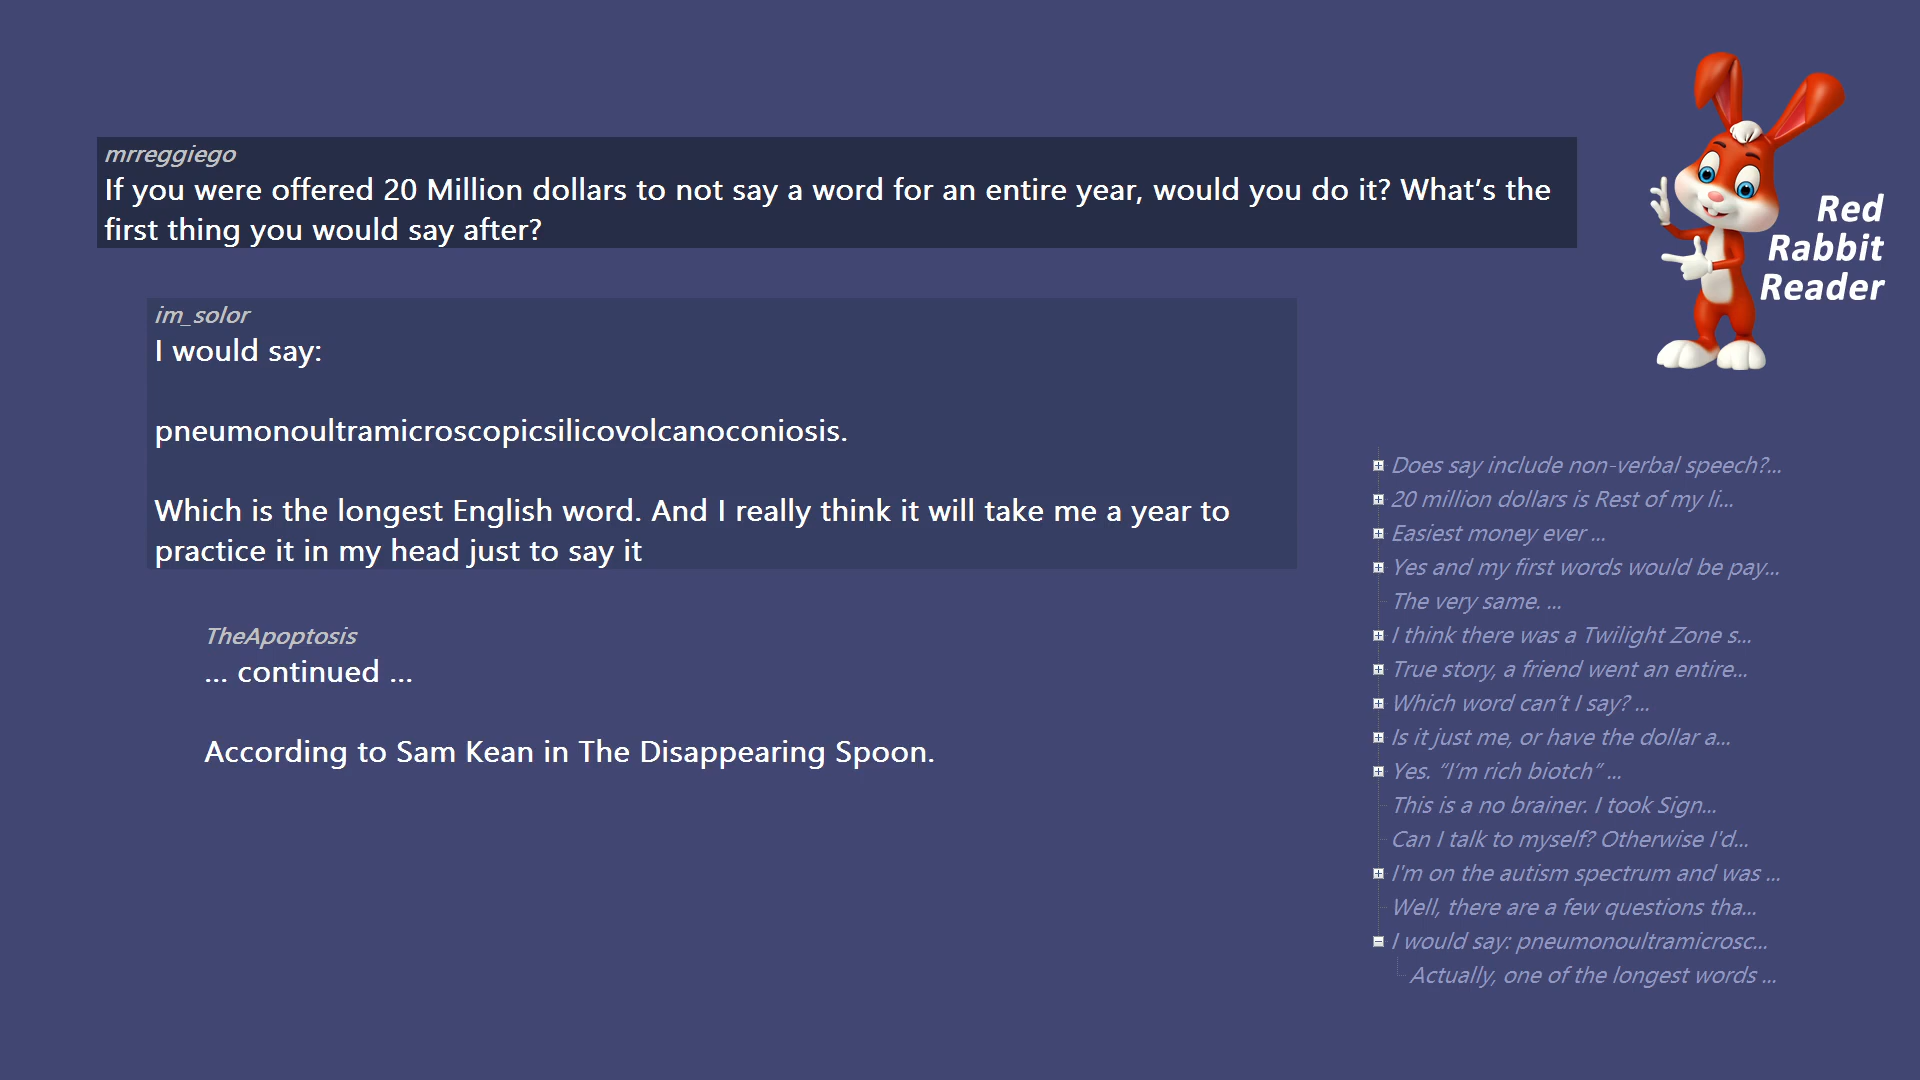 mrreggiego
If you were offered 20 Million dollars to not say a word for an entire year, would you do it? What's the
first thing you would say after?
im_solor
I would say:
pneumonoultramicroscopicsilicovolcanoconiosis.
Which is the longest English word. And I really think it will take me a year to
practice it in my head just to say it
TheApoptosis
... continued ...
According to Sam Kean in The Disappearing Spoon.
Red
Rabbit
Reader
Does say include non-verbal speech?...
20 million dollars is Rest of my li...
Easiest money ever ...
Yes and my first words would be pay...
The very same. ...
I think there was a Twilight Zone s...
True story, a friend went an entire...
Which word can't I say? ...
Is it just me, or have the dollar a...
Yes. “I'm rich biotch” ...
This is a no brainer. I took Sign...
Can I talk to myself? Otherwise I'd...
I'm on the autism spectrum and was ...
Well, there are a few questions tha...
I would say: pneumonoultramicrosc...
Actually, one of the longest words ...